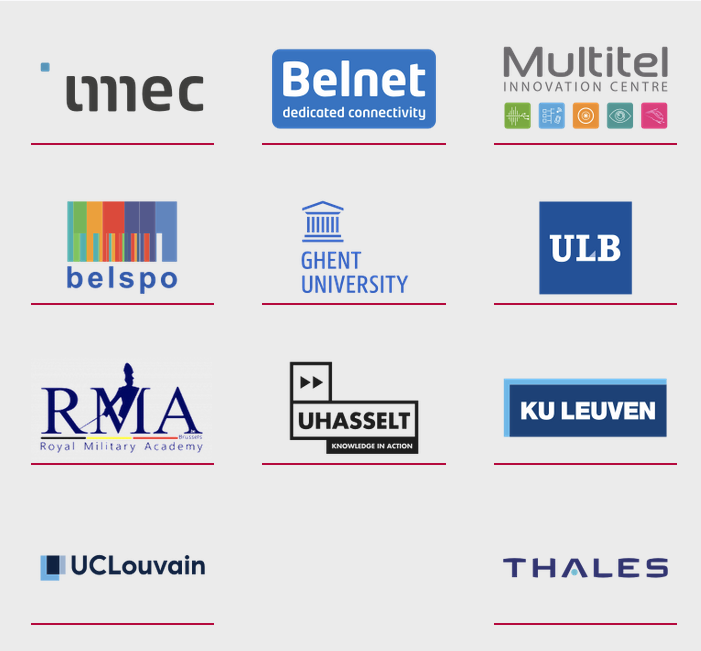 imec
Belnet
dedicated connectivity
Multitel
INNOVATION CENTRE
belspo
GHENT
UNIVERSITY
ULB
RMA
Brussels
Royal Military Academy
UHASSELT
KNOWLEDGE IN ACTION
KU LEUVEN
UCLouvain
THALES